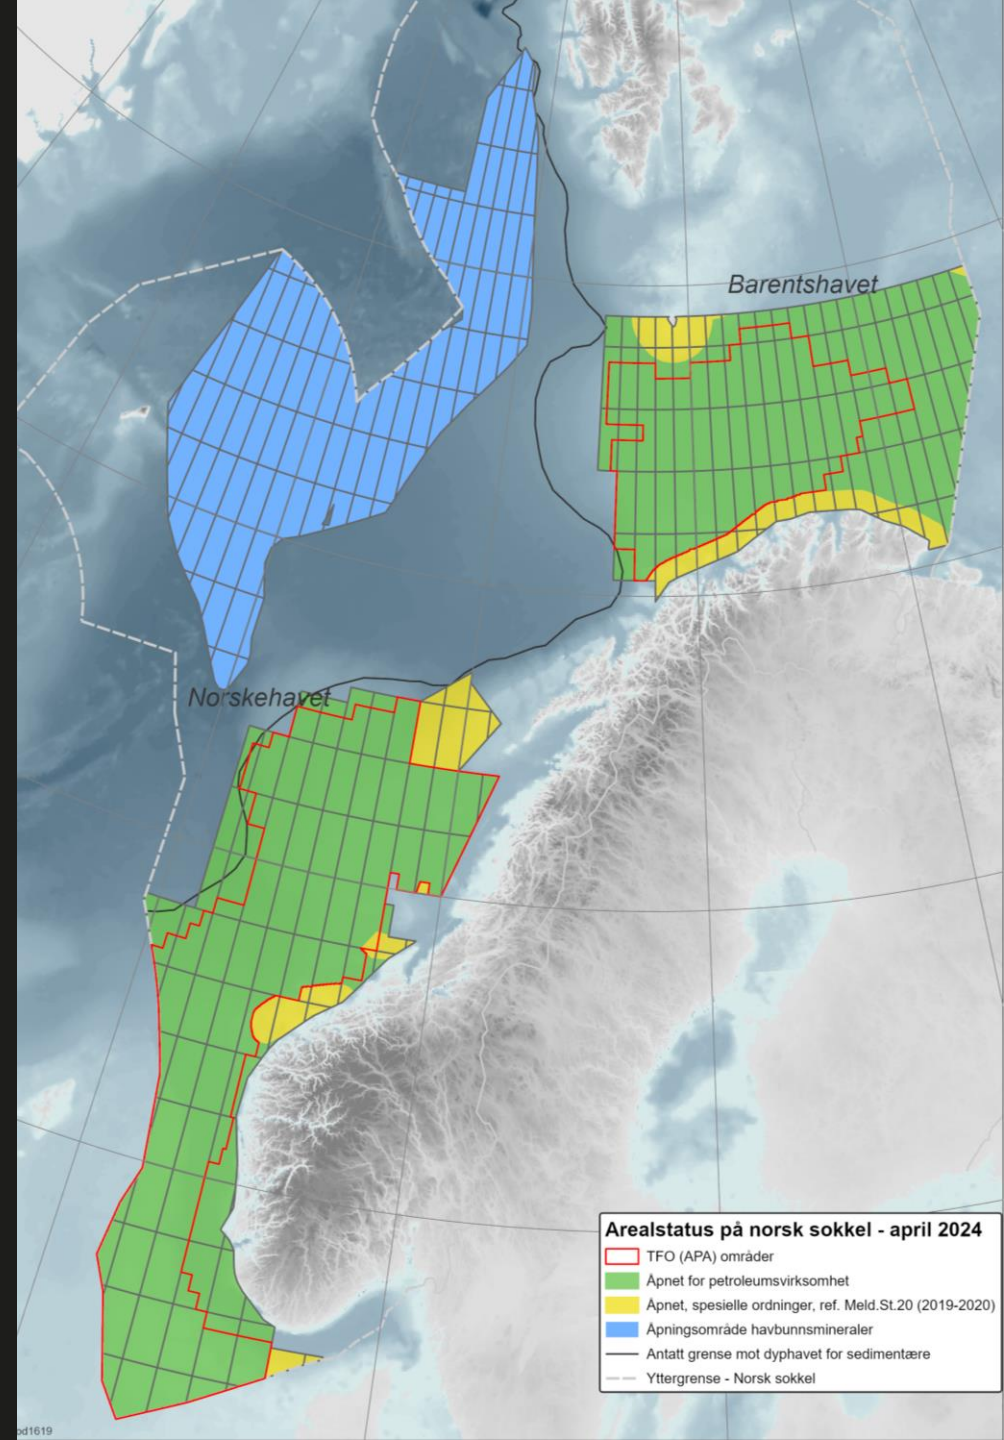 Barentshavet
Norskehavet
Arealstatus på norsk sokkel - april 2024
TFO (APA) områder
Åpnet for petroleumsvirksomhet
Åpnet, spesielle ordninger, ref. Meld.St.20 (2019-2020)
Åpningsområde havbunnsmineraler
Antatt grense mot dyphavet for sedimentære
Yttergrense - Norsk sokkel
od1619